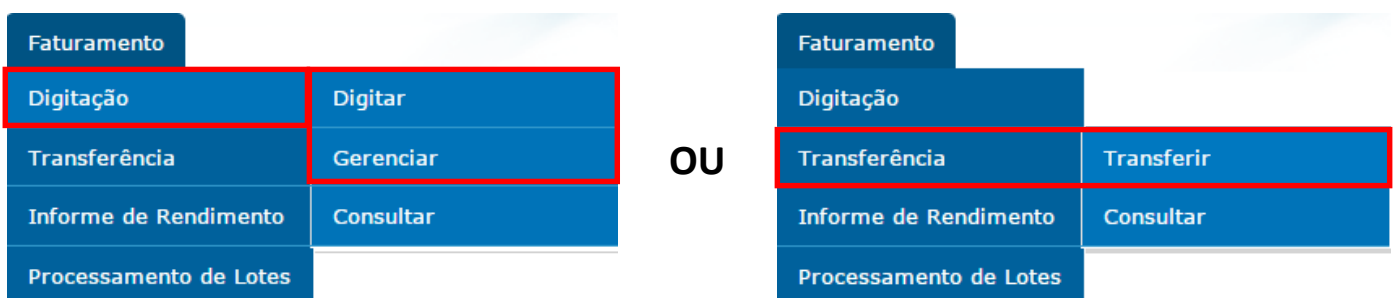 Faturamento
Digitação Digitar
Transferência Gerenciar
Informe de Rendimento Consultar
Processamento de Lotes
OU
Faturamento
Digitação
Transferência Transferir
Informe de Rendimento Consultar
Processamento de Lotes